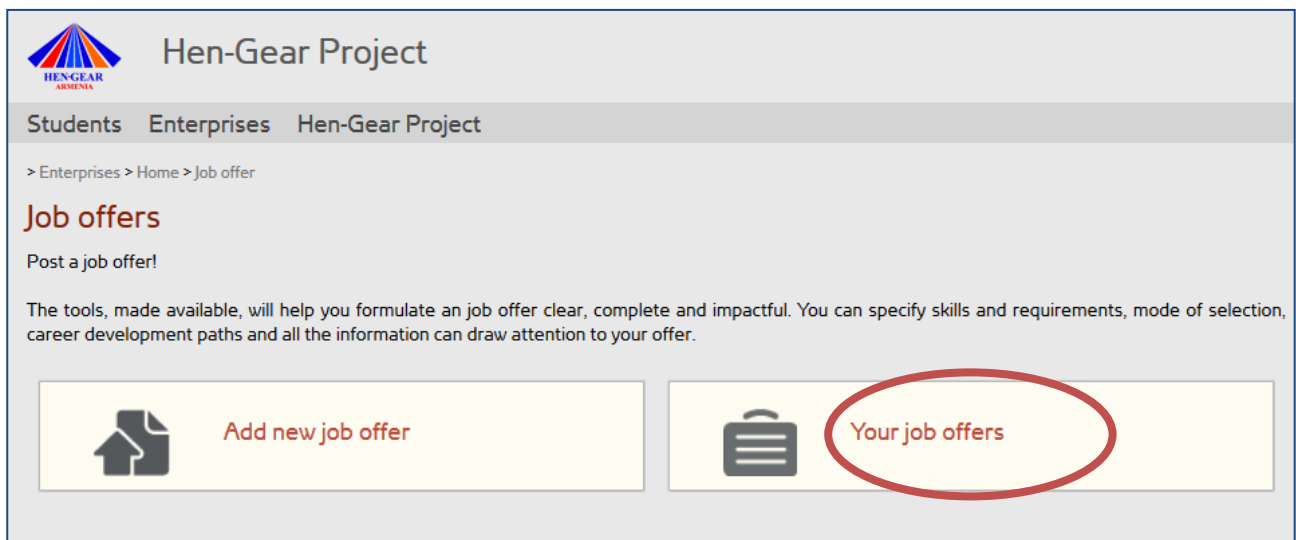 HEN-GEAR
ARMENIA
Hen-Gear Project
Students Enterprises Hen-Gear Project
> Enterprises > Home > Job offer
Job offers
Post a job offer!
The tools, made available, will help you formulate an job offer clear, complete and impactful. You can specify skills and requirements, mode of selection,
career development paths and all the information can draw attention to your offer.
Add new job offer
Your job offers